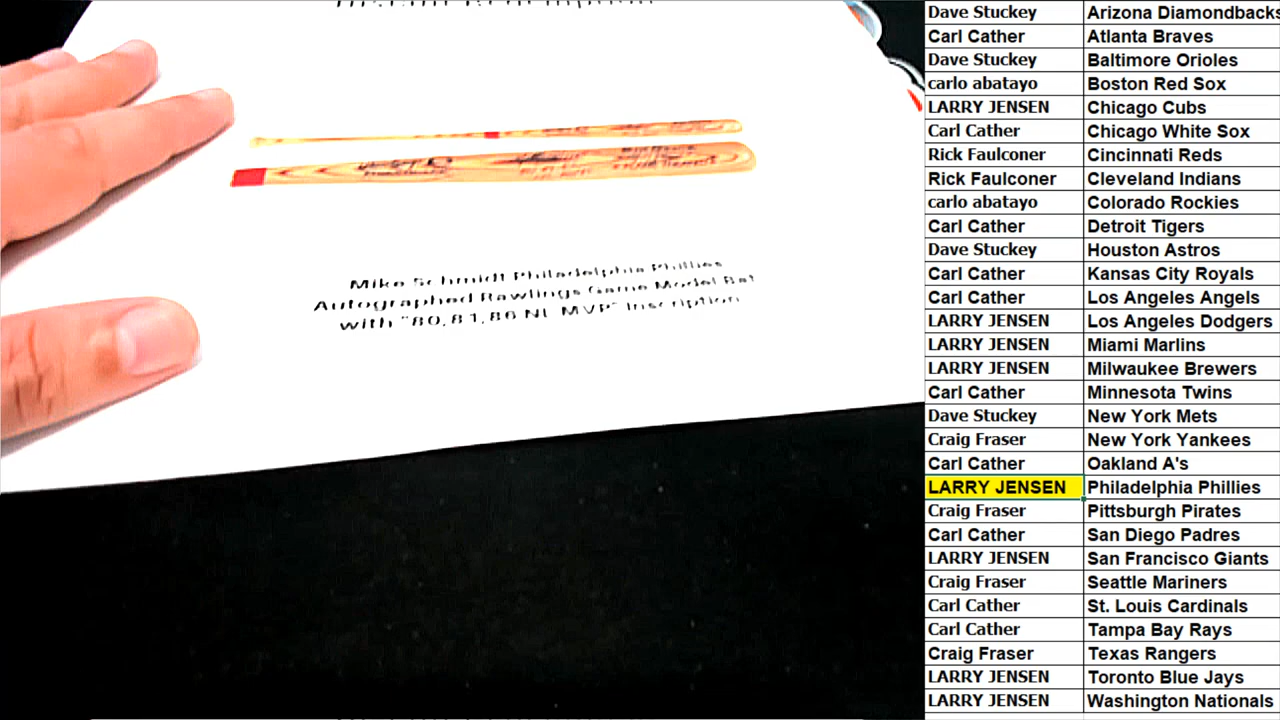 Mike Schmidt Philadelphia Phillies
Autographed Rawlings Game Model Bat
with "80,81,86 NL MVP" Inscription
Dave Stuckey Arizona Diamondbacks
Carl Cather Atlanta Braves
Dave Stuckey Baltimore Orioles
carlo abatayo Boston Red Sox
LARRY JENSEN Chicago Cubs
Carl Cather Chicago White Sox
Rick Faulconer Cincinnati Reds
Rick Faulconer Cleveland Indians
carlo abatayo Colorado Rockies
Carl Cather Detroit Tigers
Dave Stuckey Houston Astros
Carl Cather Kansas City Royals
Carl Cather Los Angeles Angels
LARRY JENSEN Los Angeles Dodgers
LARRY JENSEN Miami Marlins
LARRY JENSEN Milwaukee Brewers
Carl Cather Minnesota Twins
Dave Stuckey New York Mets
Craig Fraser New York Yankees
Carl Cather Oakland A's
LARRY JENSEN Philadelphia Phillies
Craig Fraser Pittsburgh Pirates
Carl Cather San Diego Padres
LARRY JENSEN San Francisco Giants
Craig Fraser Seattle Mariners
Carl Cather St. Louis Cardinals
Carl Cather Tampa Bay Rays
Craig Fraser Texas Rangers
LARRY JENSEN Toronto Blue Jays
LARRY JENSEN Washington Nationals